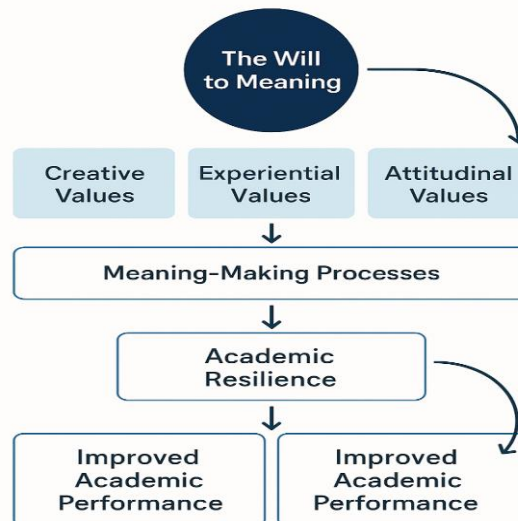 The Will
to Meaning
Creative
Values
Experiential
Values
Attitudinal
Values
Meaning-Making Processes
Academic
Resilience
Improved
Academic
Performance
Improved
Academic
Performance